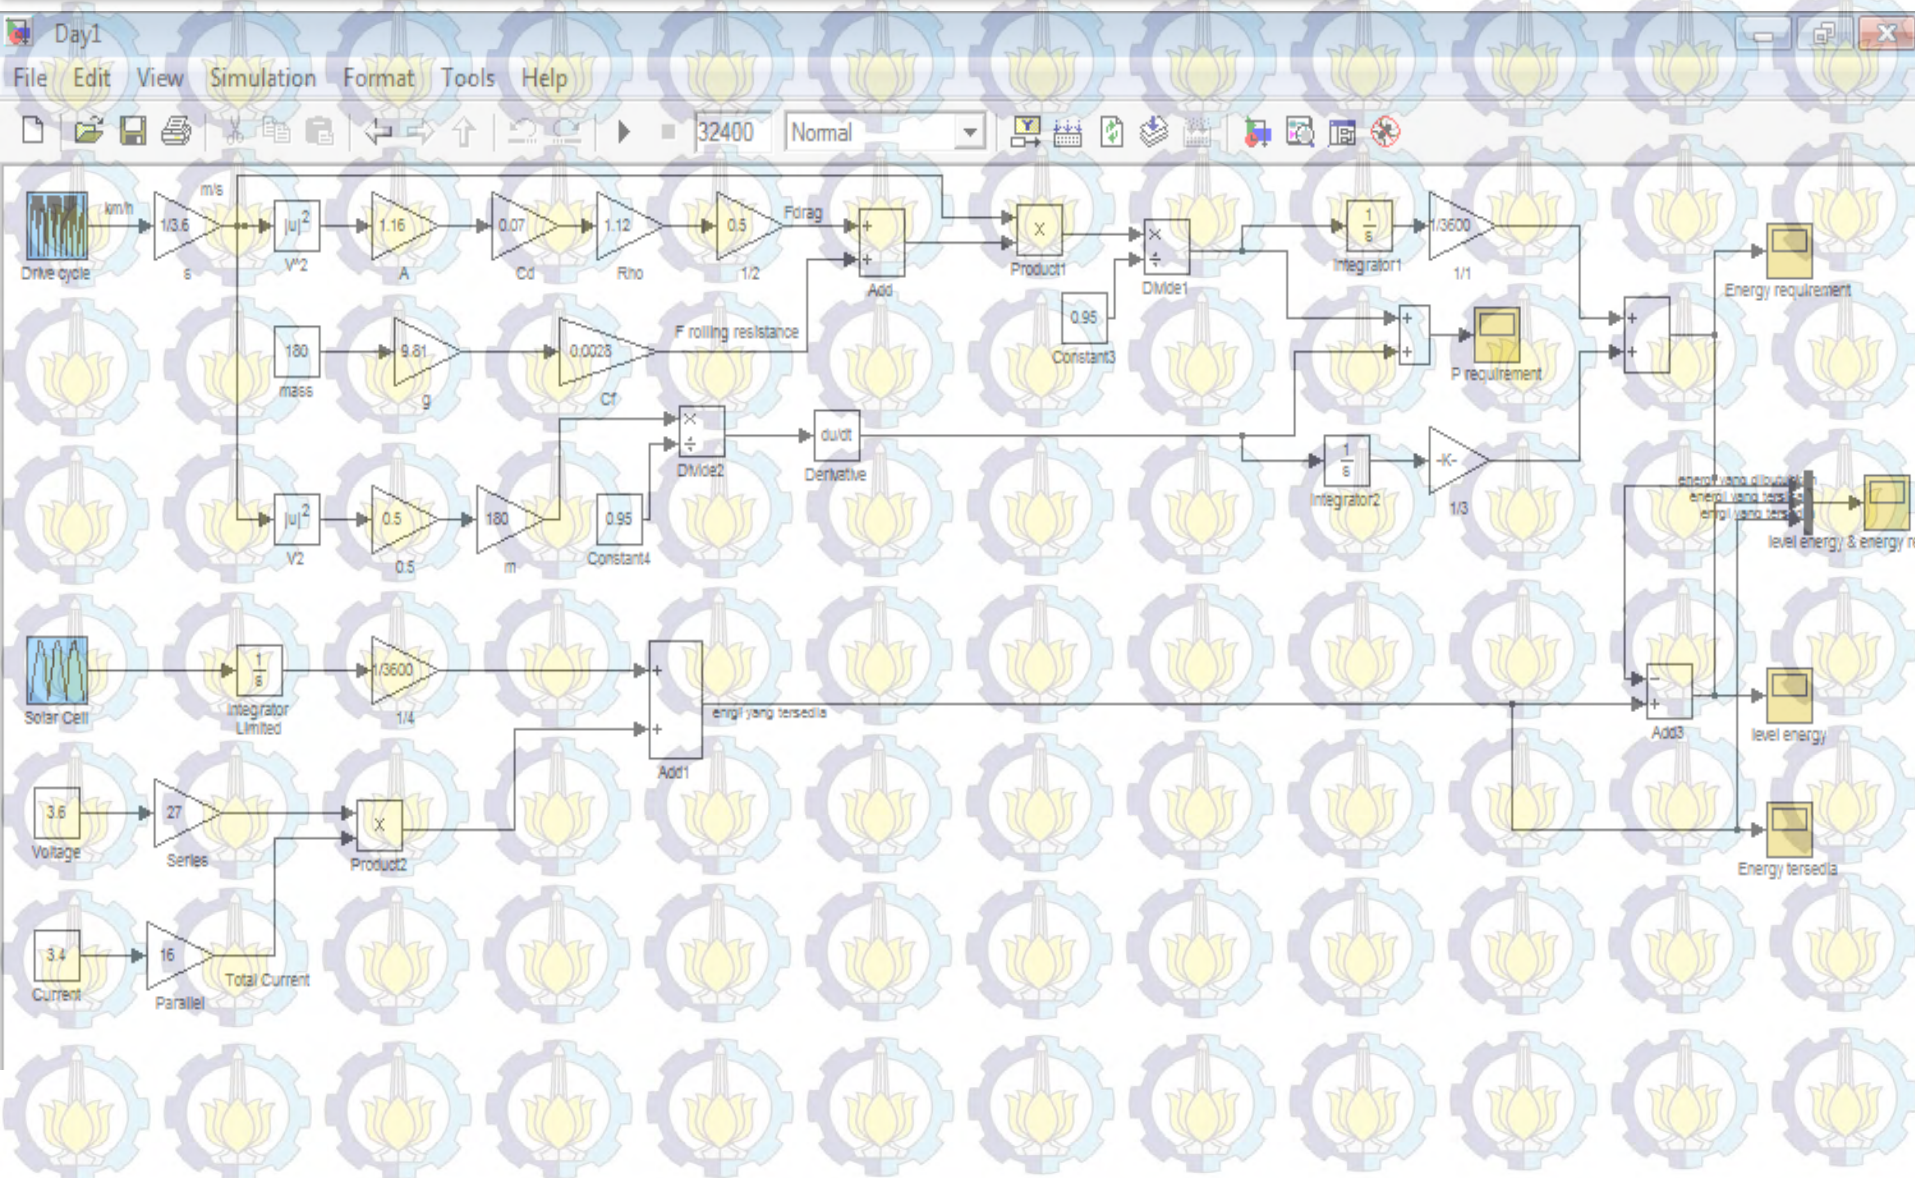 Day1
File Edit View Simulation Format Tools Help
32400 Normal
Drive cycle
km/h
1/3.6
s
m/s
|u|2
V^2
1.16
A
0.07
Cd
1.12
Rho
0.5
1/2
Fdrag
+
+
Add
×
Product1
×
÷
Divide1
1
s
Integrator1
1/3600
1/1
Energy requirement
180
mass
9.81
g
0.0028
Cf
F rolling resistance
0.95
Constant3
+
+
P requirement
+
+
×
÷
Divide2
du/dt
Derivative
1
s
Integrator2
-K-
1/3
|u|2
V2
0.5
0.5
180
m
0.95
Constant4
level energy & energy re
Solar Cell
1
s
Integrator
Limited
1/3600
1/4
+
+
Add1
enrgi yang tersedia
-
+
Add3
level energy
3.6
Voltage
27
Series
×
Product2
Energy tersedia
3.4
Current
16
Parallel
Total Current